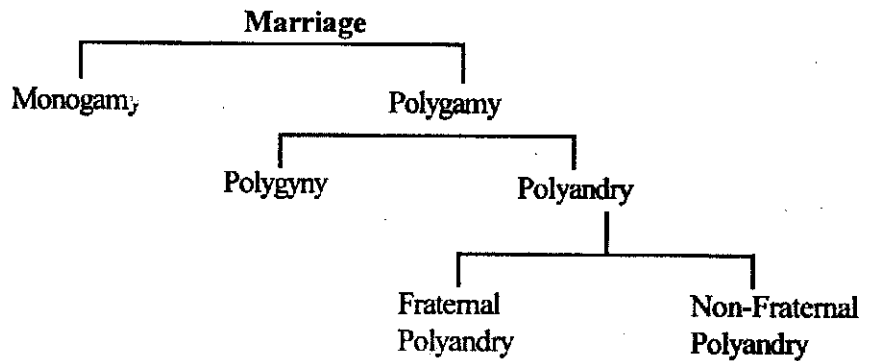 Marriage
Monogamy
Polygamy
Polygyny
Polyandry
Fraternal
Polyandry
Non-Fraternal
Polyandry